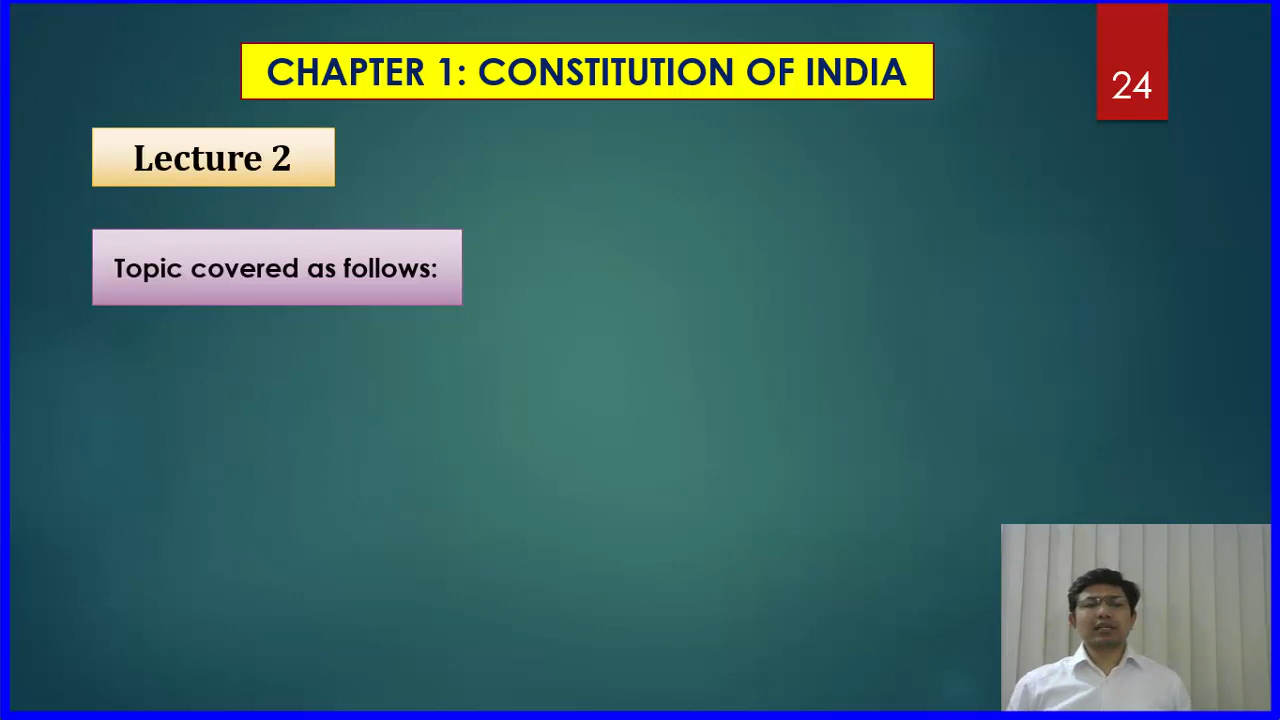 CHAPTER 1: CONSTITUTION OF INDIA
24
Lecture 2
Topic covered as follows: